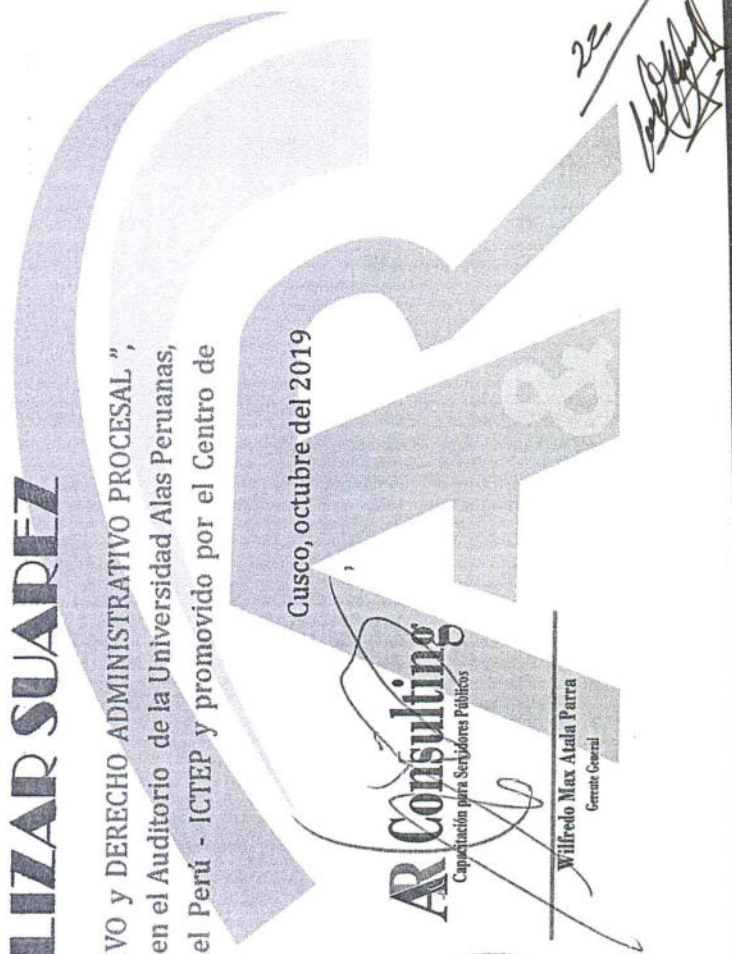 LIZAR SUAREZ
VO y DERECHO ADMINISTRATIVO PROCESAL ",
en el Auditorio de la Universidad Alas Peruanas,
el Perú - ICTEP y promovido por el Centro de
Cusco, octubre del 2019
A&R
AR Consulting
Capacitación para Servidores Públicos
Wilfredo Max Atala Parra
Gerente General
22